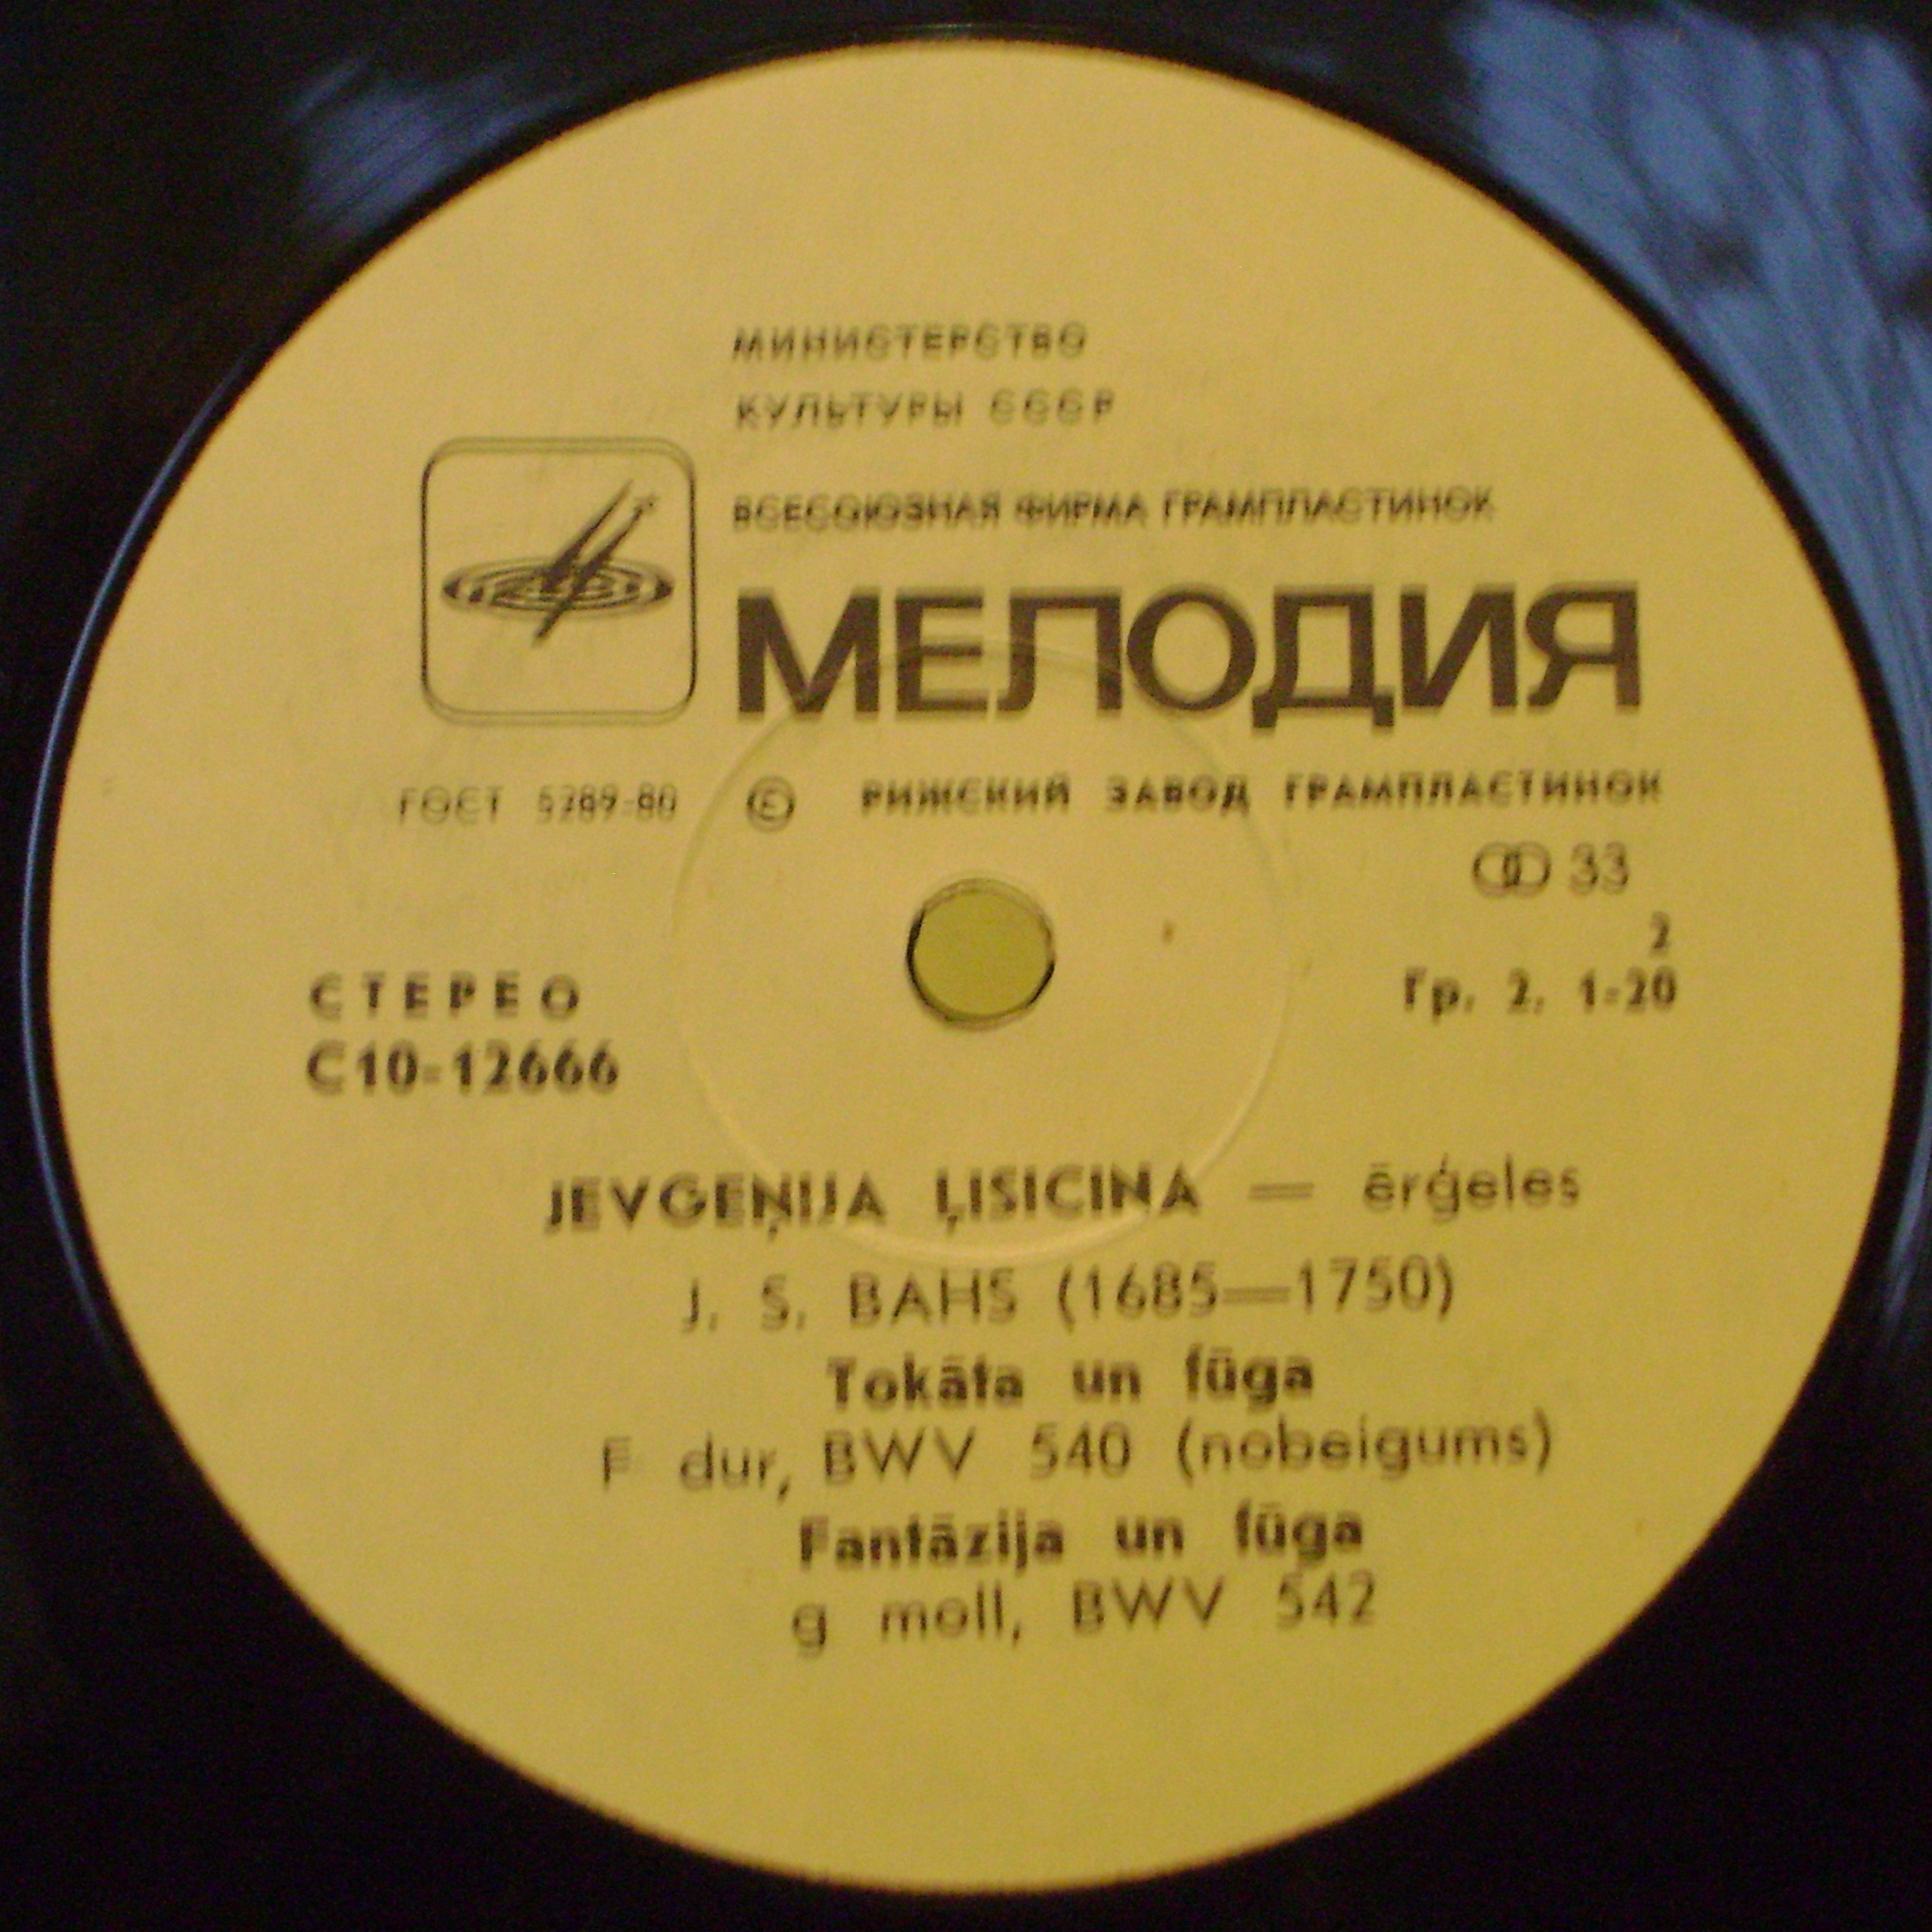 МИНИСТЕРСТВО
КУЛЬТУРЫ СССР
ВСЕСОЮЗНАЯ ФИРМА ГРАМПЛАСТИНОК
МЕЛОДИЯ
ГОСТ 5289-80 Ⓔ РИЖСКИЙ ЗАВОД ГРАМПЛАСТИНОК
33
2
СТЕРЕО Гр. 2. 1-20
С10-12666
JEVGEŅIJA ĻISICINA — ērģeles
J. S. BAHS (1685—1750)
Tokāta un fūga
F dur, BWV 540 (nobeigums)
Fantāzija un fūga
g moll, BWV 542